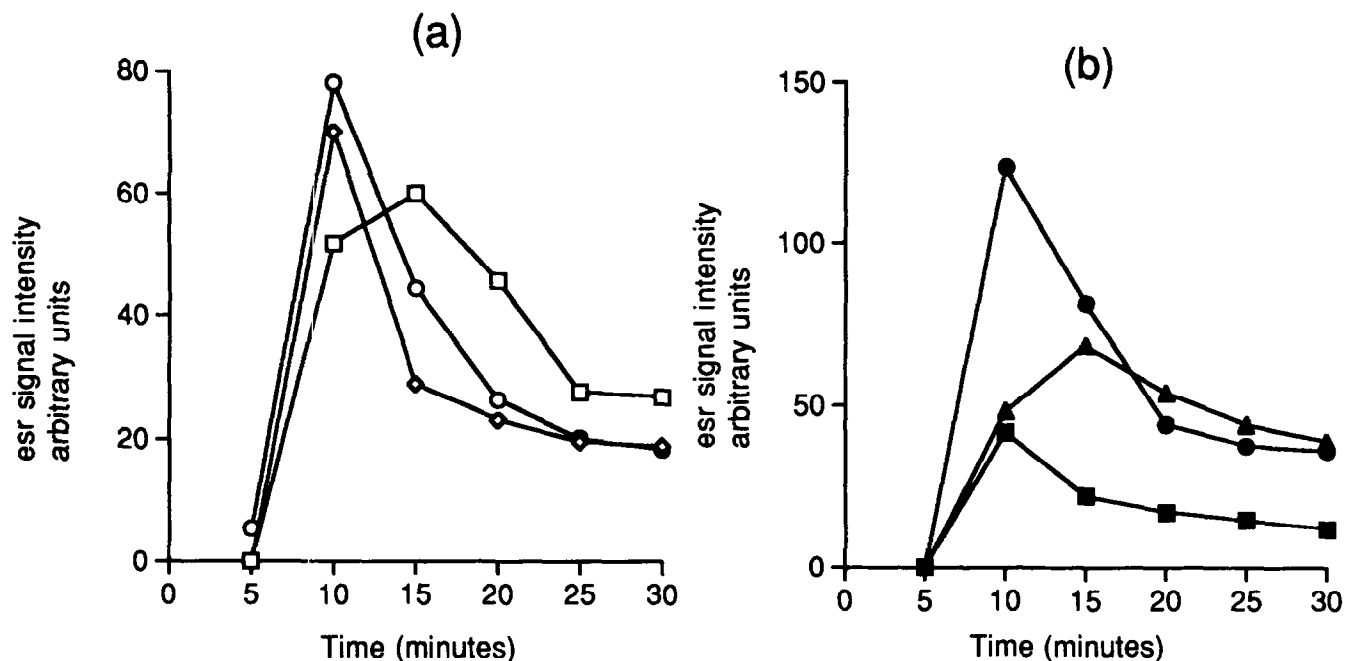 (a)
80
60
40
20
0
esr signal intensity
arbitrary units
0 5 10 15 20 25 30
Time (minutes)
(b)
150
100
50
0
esr signal intensity
arbitrary units
0 5 10 15 20 25 30
Time (minutes)